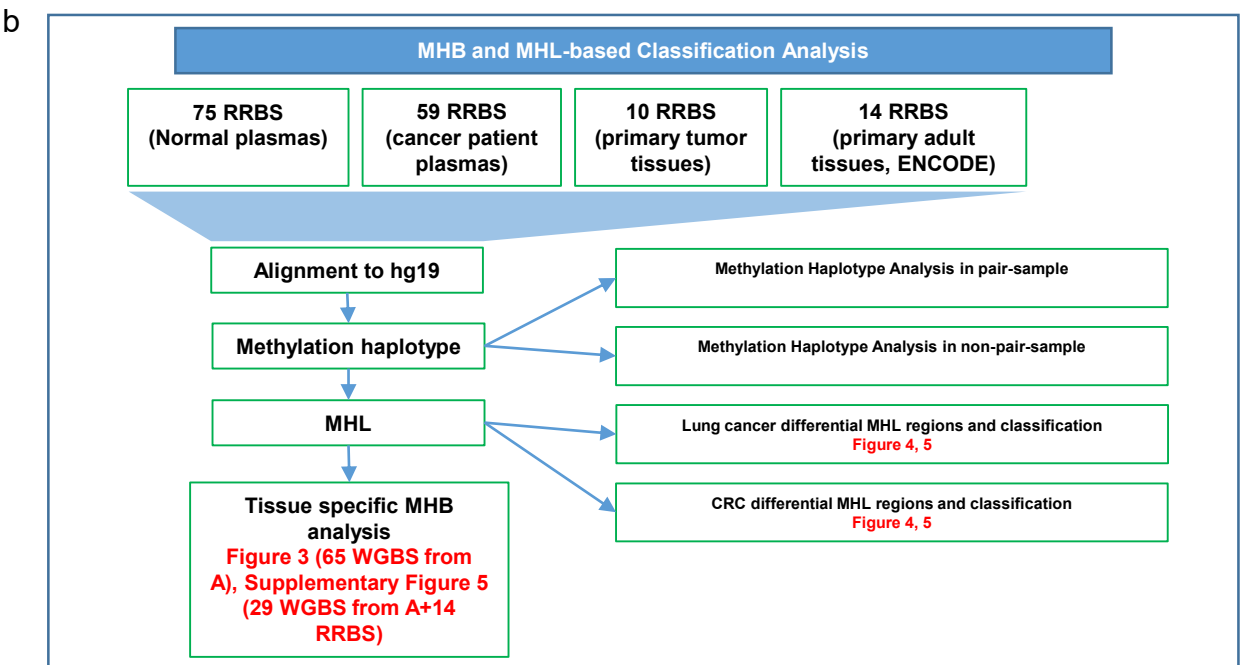 b
MHB and MHL-based Classification Analysis
75 RRBS
(Normal plasmas)
59 RRBS
(cancer patient
plasmas)
10 RRBS
(primary tumor
tissues)
14 RRBS
(primary adult
tissues, ENCODE)
Alignment to hg19
Methylation haplotype
MHL
Tissue specific MHB
analysis
Figure 3 (65 WGBS from
A), Supplementary Figure 5
(29 WGBS from A+14
RRBS)
Methylation Haplotype Analysis in pair-sample
Methylation Haplotype Analysis in non-pair-sample
Lung cancer differential MHL regions and classification
Figure 4, 5
CRC differential MHL regions and classification
Figure 4, 5